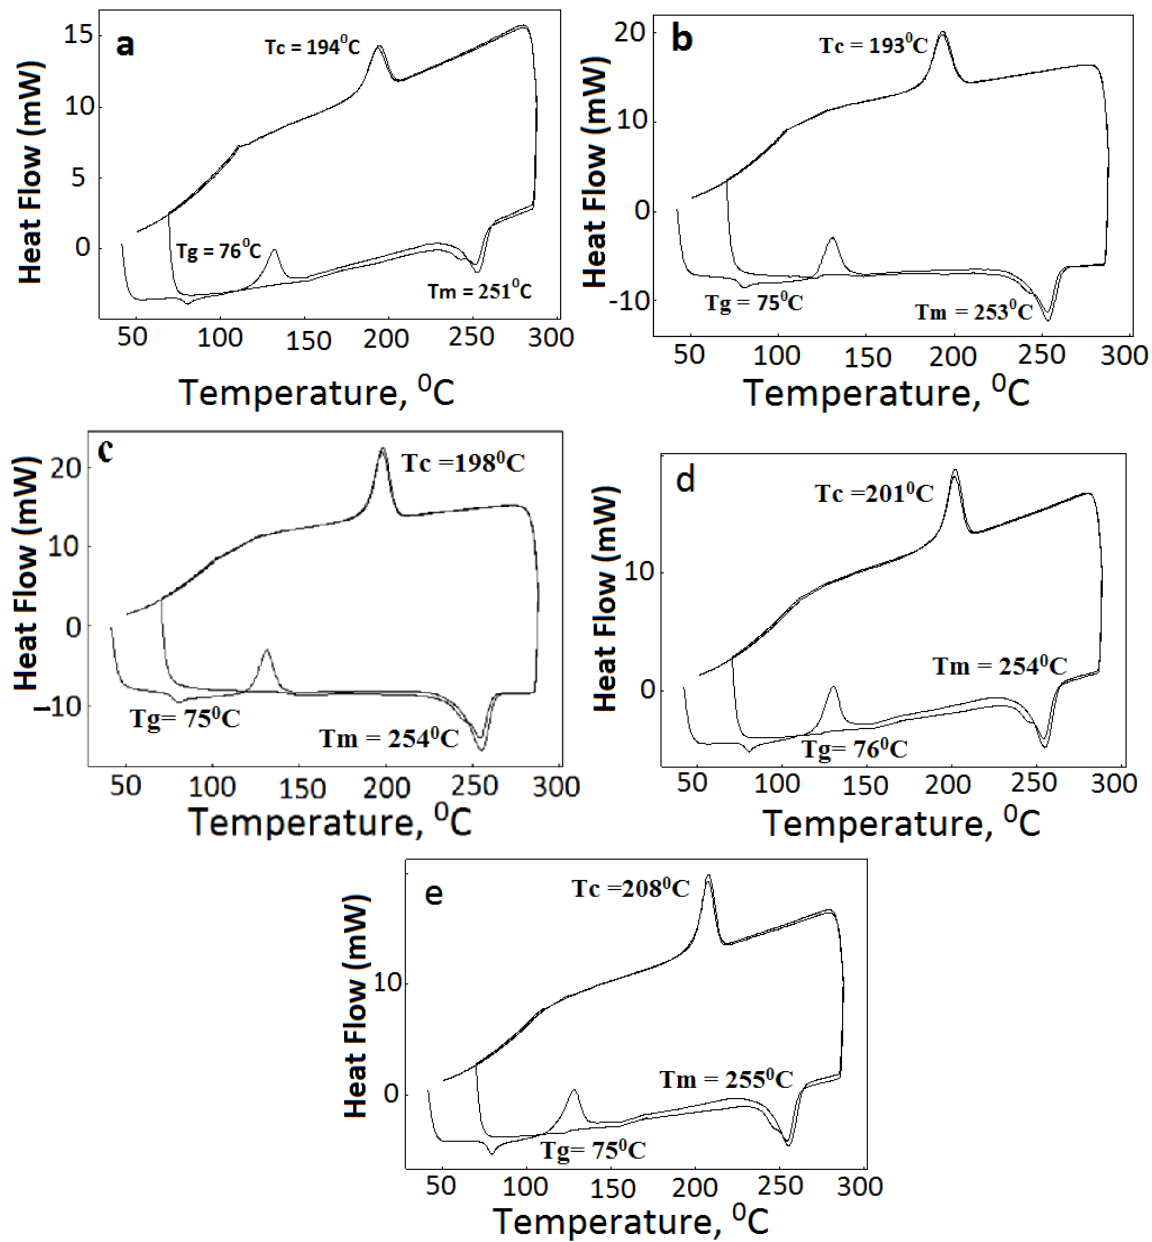 a
Tc = 194⁰C
15
10
5
0
Heat Flow (mW)
Tg = 76⁰C
Tm = 251⁰C
50 100 150 200 250 300
Temperature, ⁰C
b
Tc = 193⁰C
20
10
0
-10
Heat Flow (mW)
Tg = 75⁰C
Tm = 253⁰C
50 100 150 200 250 300
Temperature, ⁰C
c
Tc =198⁰C
20
10
0
-10
Heat Flow (mW)
Tg= 75⁰C
Tm = 254⁰C
50 100 150 200 250 300
Temperature, ⁰C
d
Tc =201⁰C
10
0
Heat Flow (mW)
Tm = 254⁰C
Tg= 76⁰C
50 100 150 200 250 300
Temperature, ⁰C
e
Tc =208⁰C
10
0
Heat Flow (mW)
Tm = 255⁰C
Tg= 75⁰C
50 100 150 200 250 300
Temperature, ⁰C